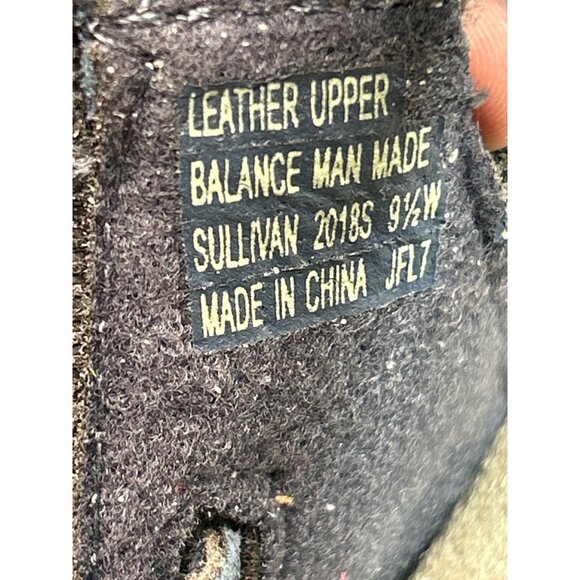 LEATHER UPPER
BALANCE MAN MADE
SULLIVAN 2018S 9½W
MADE IN CHINA JFL7